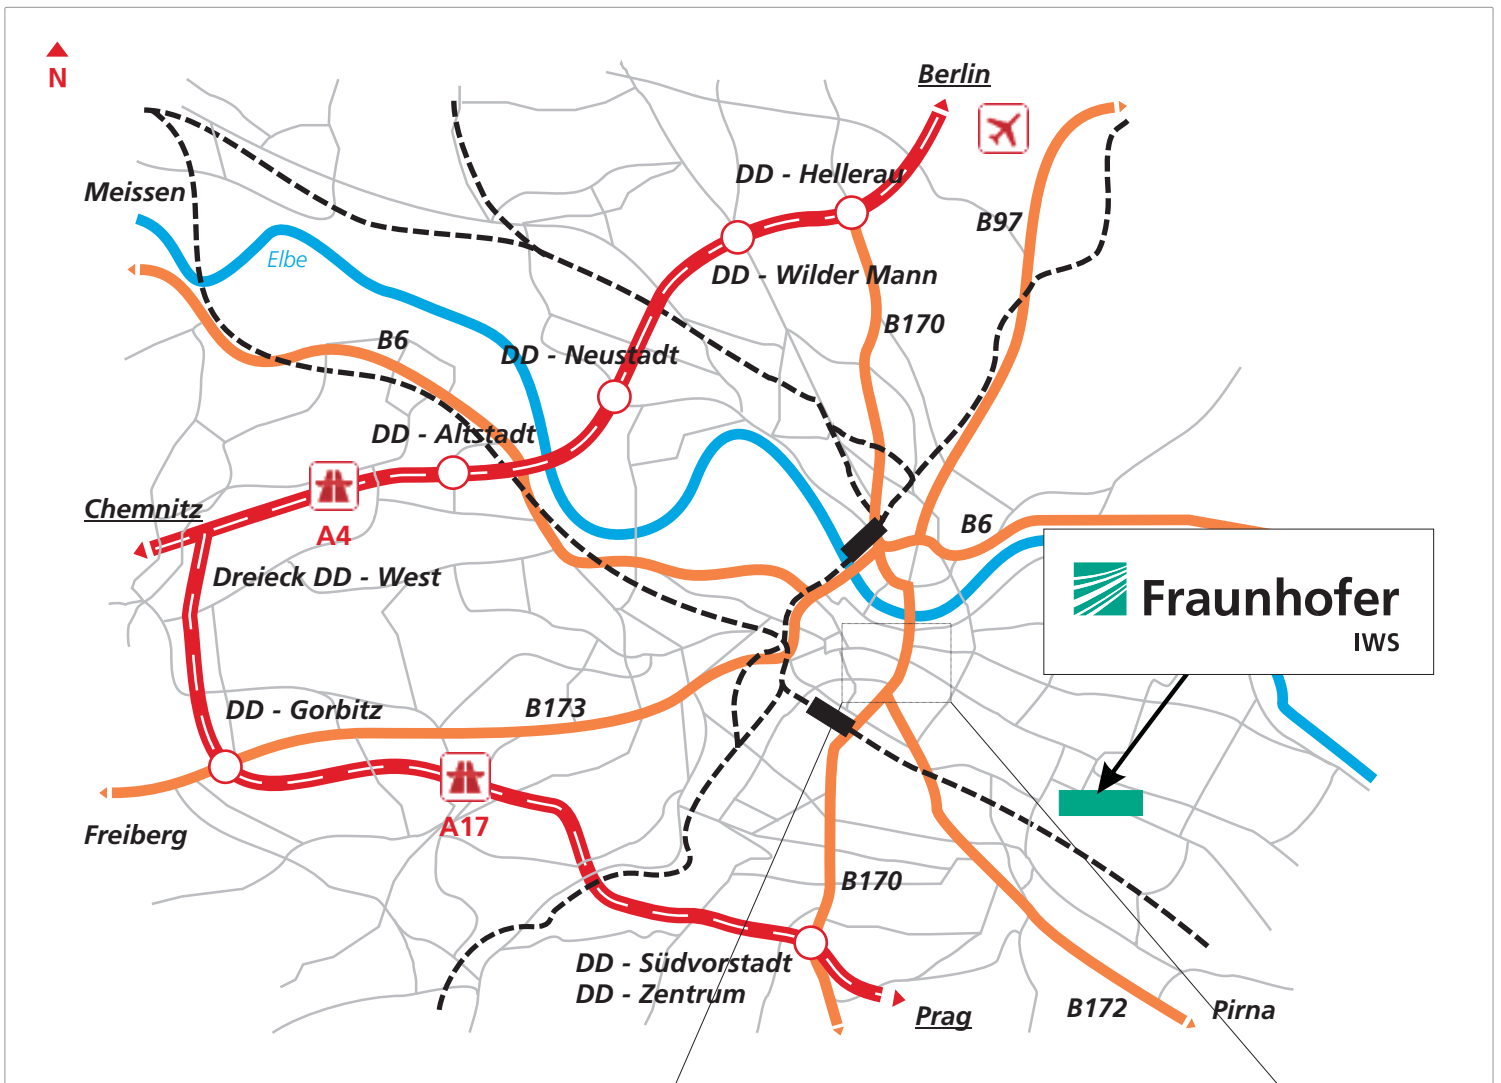 N
Berlin
DD - Hellerau
Meissen
B97
Elbe
DD - Wilder Mann
B170
B6
DD - Neustadt
DD - Altstadt
Chemnitz
A4
B6
Dreieck DD - West
Fraunhofer
IWS
DD - Gorbitz
B173
A17
Freiberg
B170
DD - Südvorstadt
DD - Zentrum
Prag
B172
Pirna